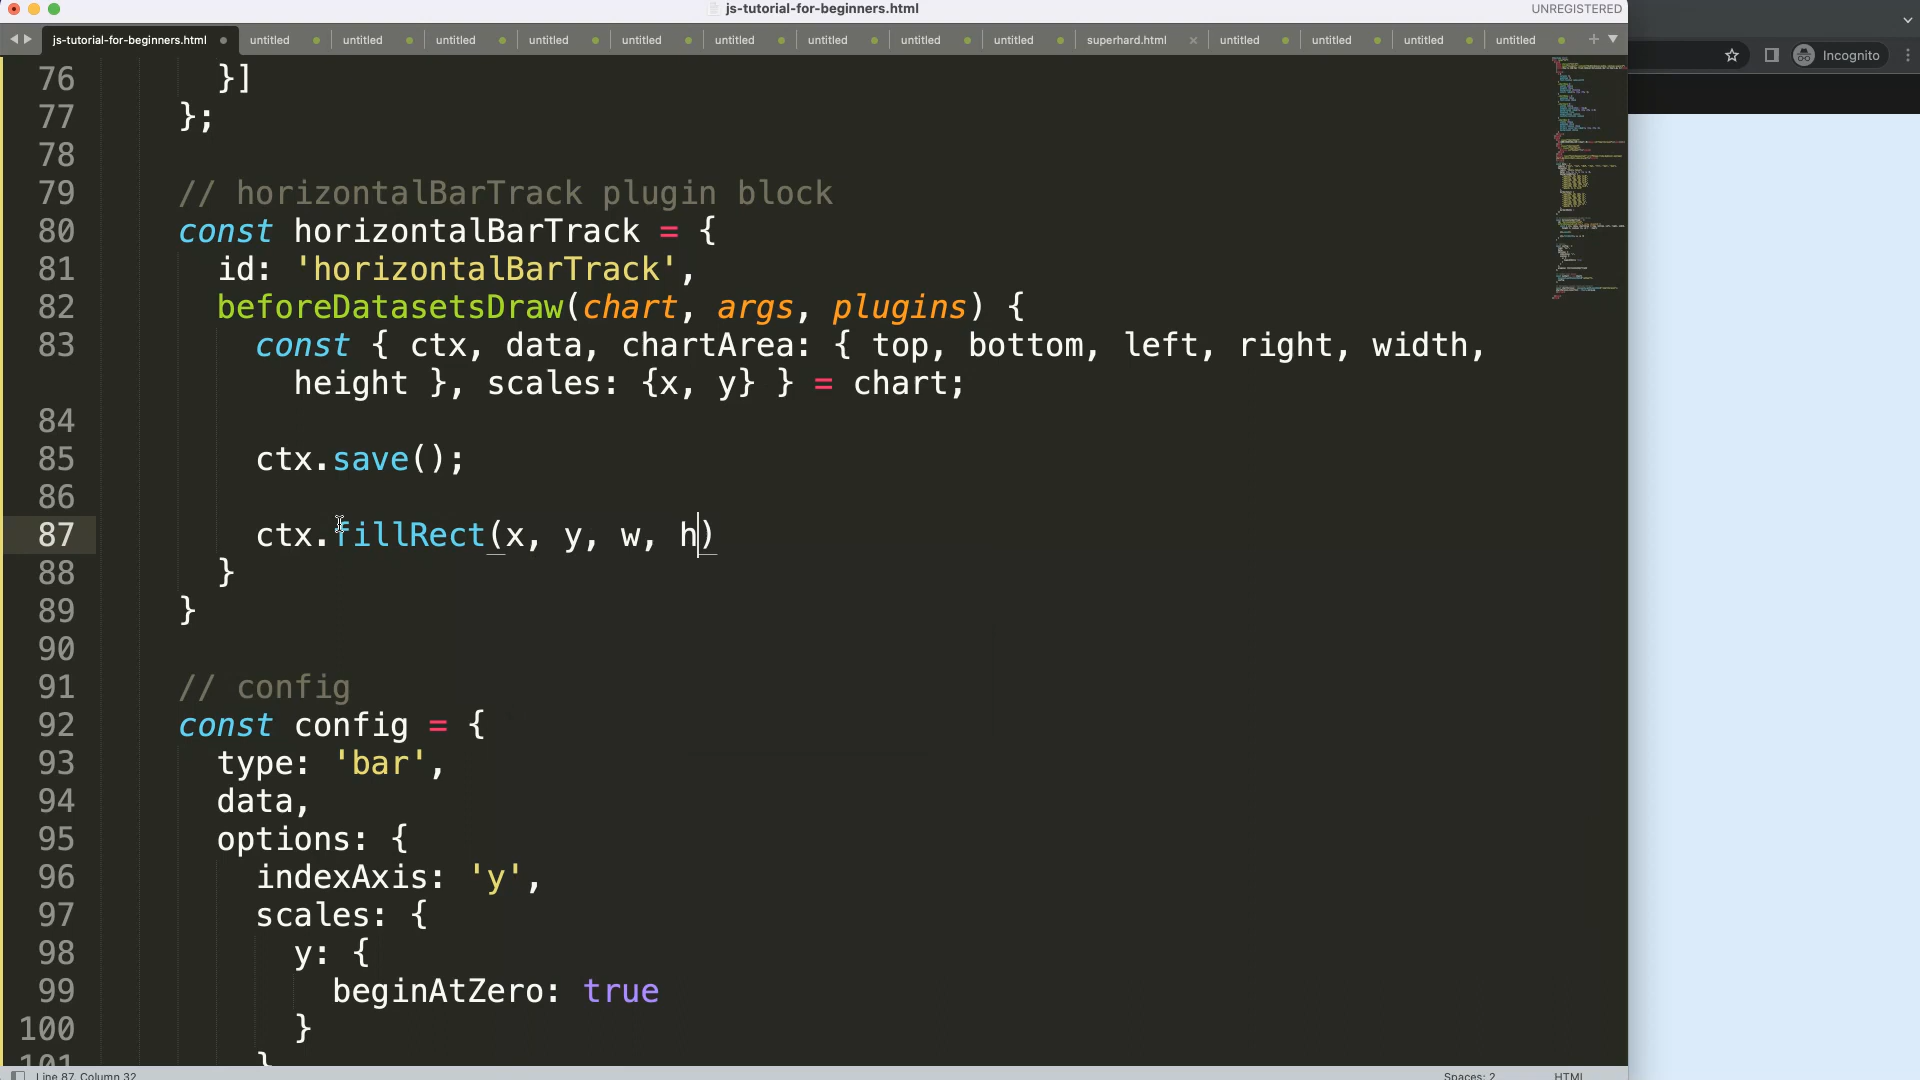 js-tutorial-for-beginners.html
UNREGISTERED
js-tutorial-for-beginners.html untitled untitled untitled untitled untitled untitled untitled untitled untitled superhard.html untitled untitled untitled untitled
Incognito
76 }]
77 };
78
79 // horizontalBarTrack plugin block
80 const horizontalBarTrack = {
81 id: 'horizontalBarTrack',
82 beforeDatasetsDraw(chart, args, plugins) {
83 const { ctx, data, chartArea: { top, bottom, left, right, width,
height }, scales: {x, y} } = chart;
84
85 ctx.save();
86
87 ctx.fillRect(x, y, w, h)
88 }
89 }
90
91 // config
92 const config = {
93 type: 'bar',
94 data,
95 options: {
96 indexAxis: 'y',
97 scales: {
98 y: {
99 beginAtZero: true
100 }
101 }
Line 87, Column 32
Spaces: 2
HTML